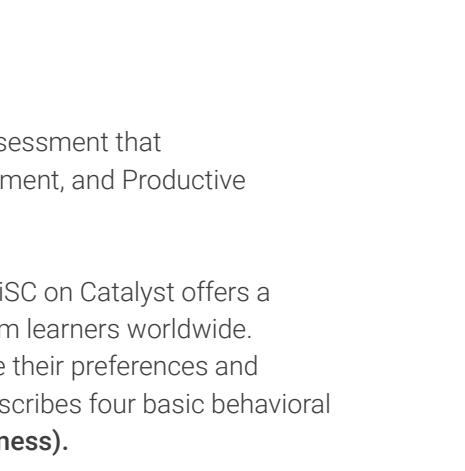 sessment that
ment, and Productive
iSC on Catalyst offers a
m learners worldwide.
e their preferences and
scribes four basic behavioral
ness).